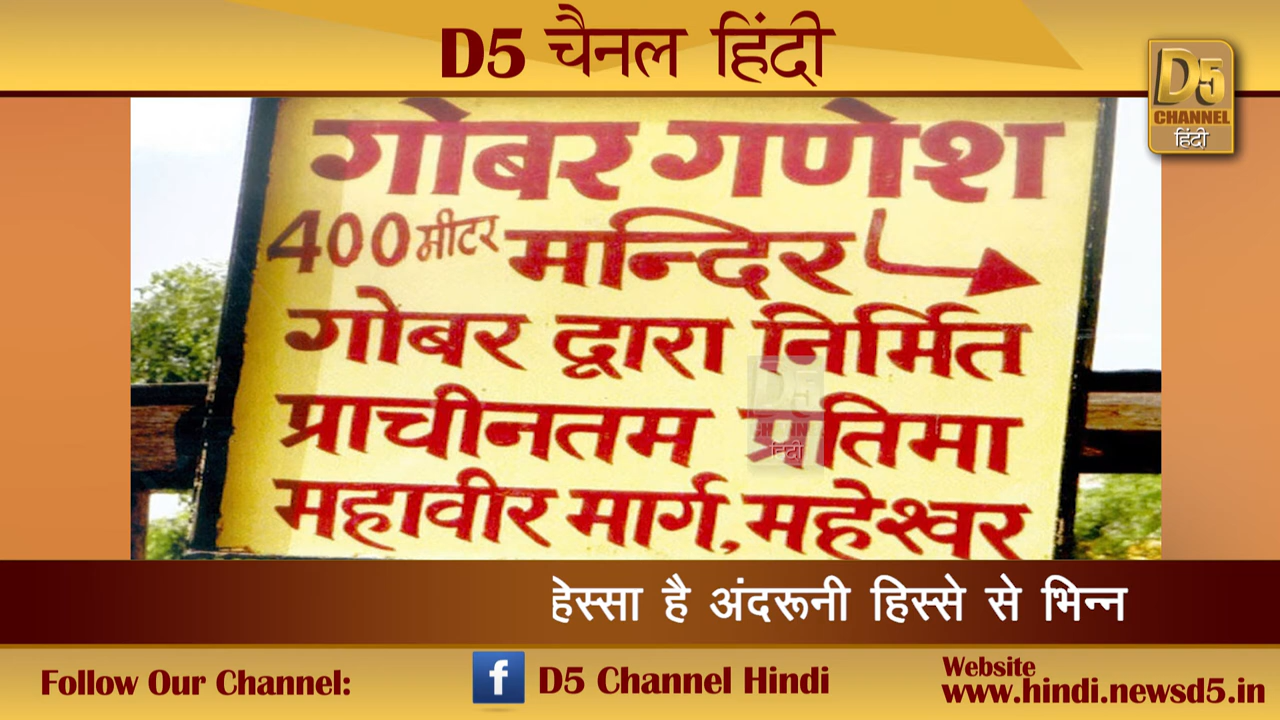 D5 चैनल हिंदी
D5
CHANNEL
हिंदी
गोबर गणेश
400 मीटर मन्दिर
गोबर द्वारा निर्मित
प्राचीनतम प्रतिमा
महावीर मार्ग, महेश्वर
है अंदरूनी हिस्से से भिन्न
Follow Our Channel:
f D5 Channel Hindi
Website
www.hindi.newsd5.in